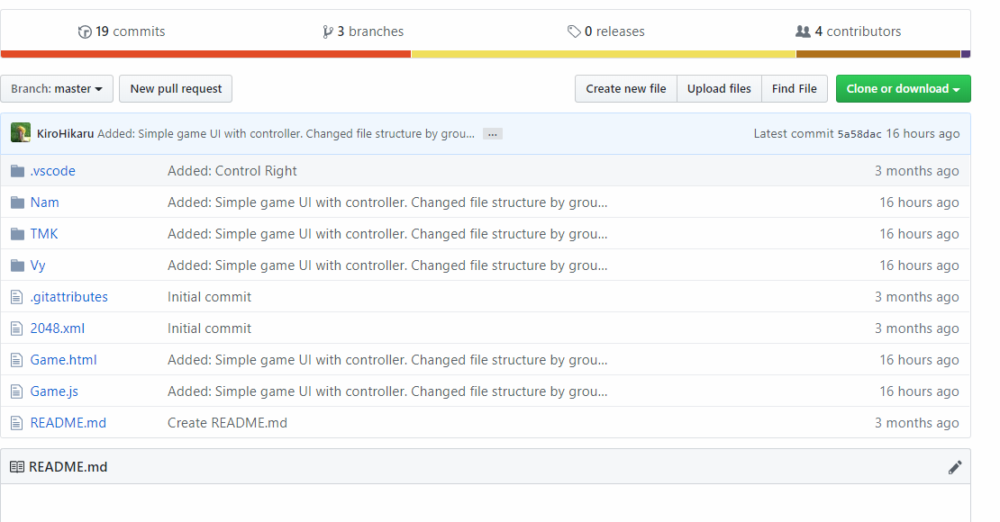 19 commits 3 branches 0 releases 4 contributors
Branch: master New pull request Create new file Upload files Find File Clone or download
KiroHikaru Added: Simple game UI with controller. Changed file structure by grou... ... Latest commit 5a58dac 16 hours ago
.vscode Added: Control Right 3 months ago
Nam Added: Simple game UI with controller. Changed file structure by grou... 16 hours ago
TMK Added: Simple game UI with controller. Changed file structure by grou... 16 hours ago
Vy Added: Simple game UI with controller. Changed file structure by grou... 16 hours ago
.gitattributes Initial commit 3 months ago
2048.xml Initial commit 3 months ago
Game.html Added: Simple game UI with controller. Changed file structure by grou... 16 hours ago
Game.js Added: Simple game UI with controller. Changed file structure by grou... 16 hours ago
README.md Create README.md 3 months ago
README.md